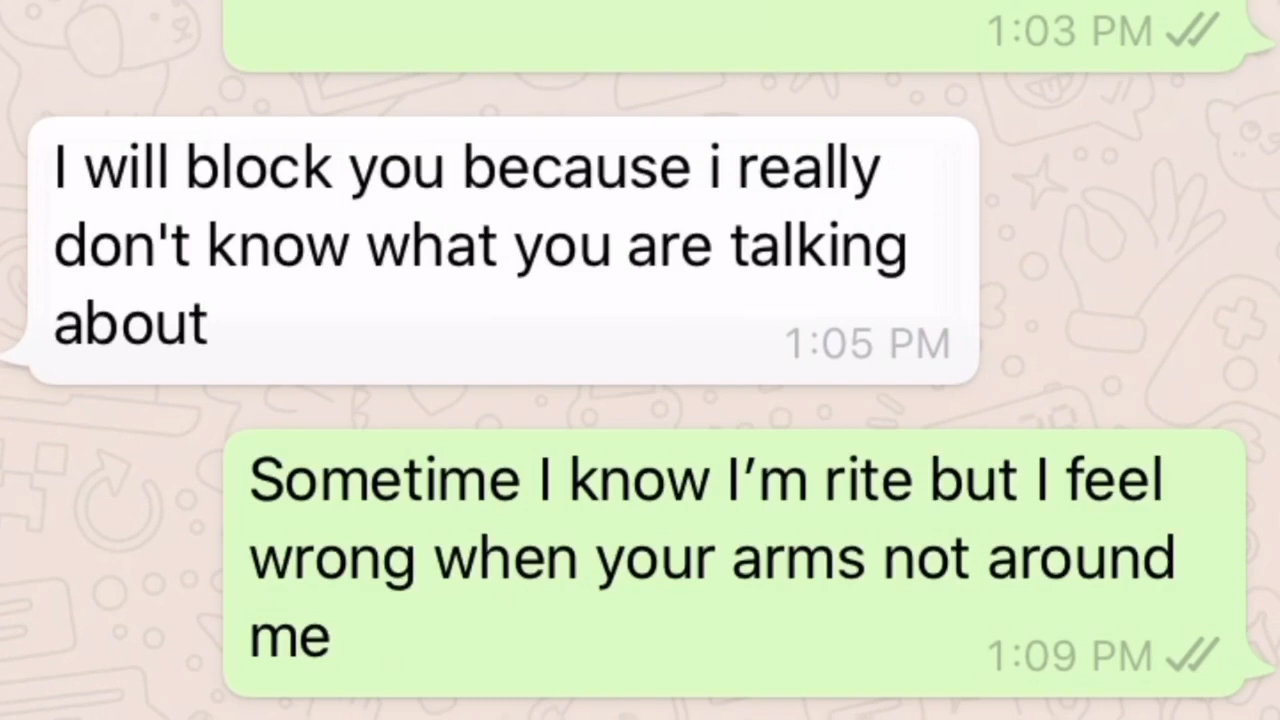 1:03 PM
I will block you because i really
don't know what you are talking
about
1:05 PM
Sometime I know I’m rite but I feel
wrong when your arms not around
me
1:09 PM